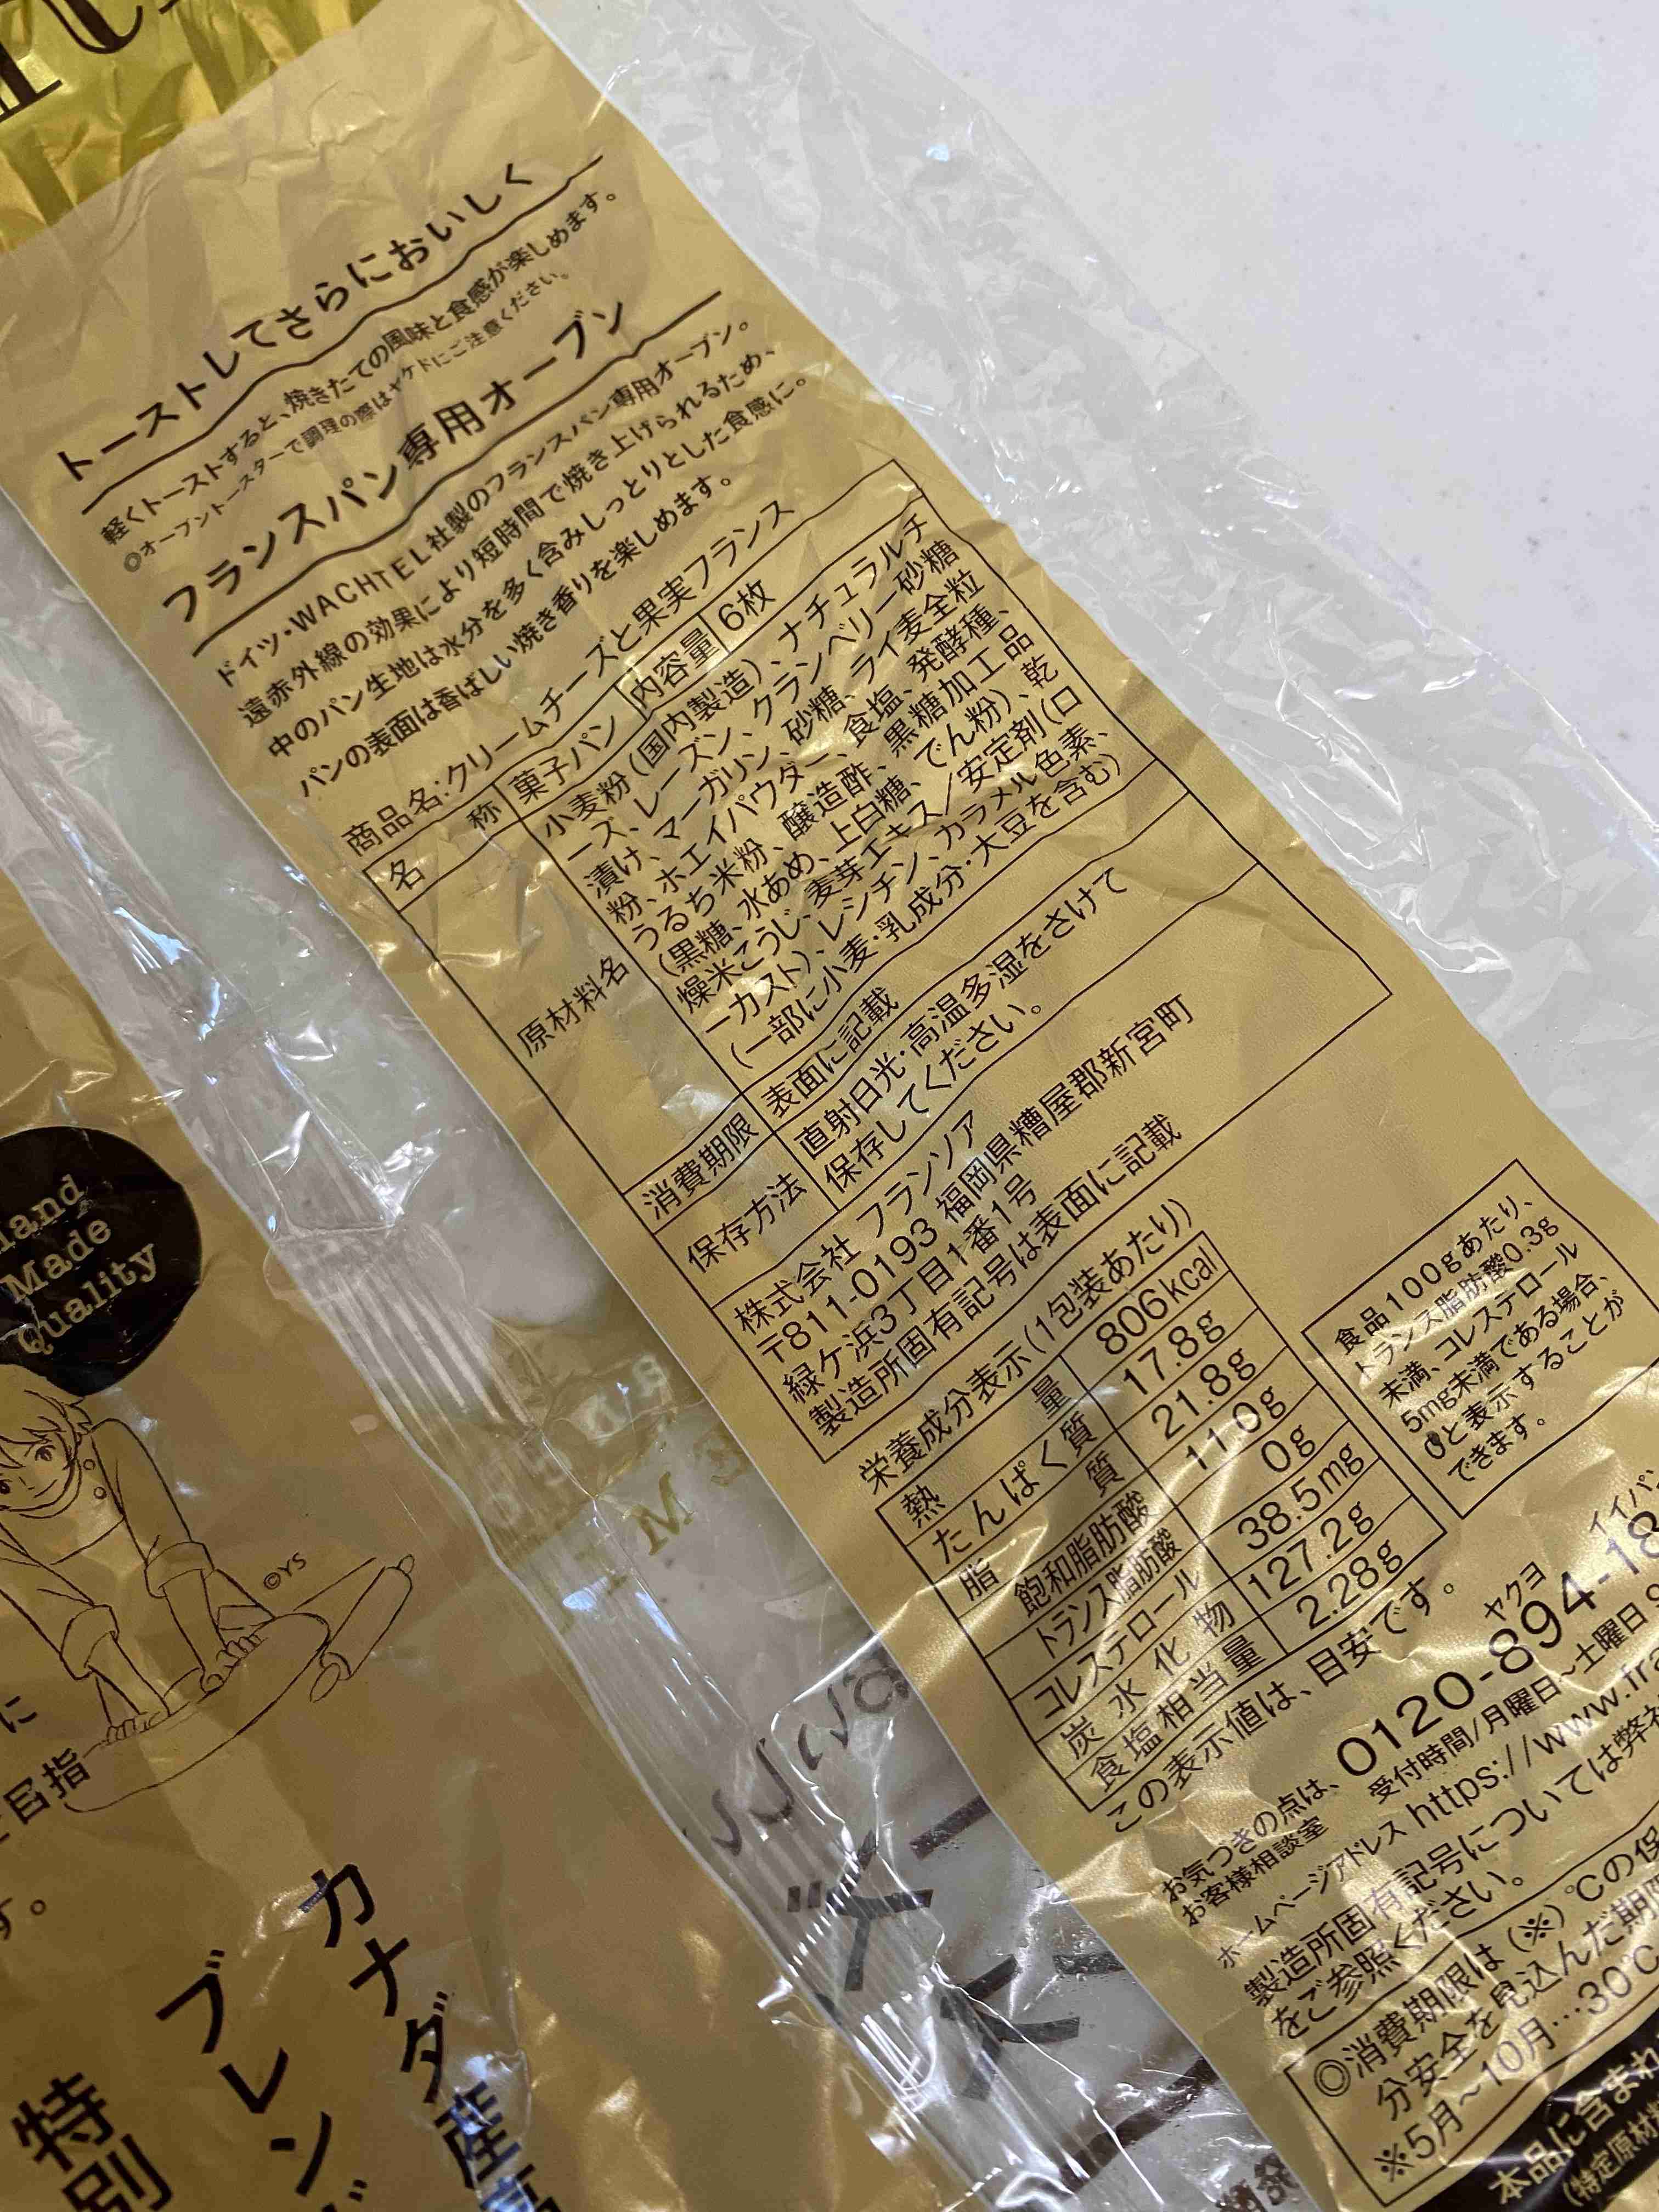 トーストしてさらにおいしく
軽くトーストすると、焼きたての風味と食感が楽しめます。
◎オーブントースターで調理の際はヤケドにご注意ください。
フランスパン専用オーブン
ドイツ・WACHTEL社製のフランスパン専用オーブン。
遠赤外線の効果により短時間で焼き上げられるため、
中のパン生地は水分を多く含みしっとりとした食感に。
パンの表面は香ばしい焼き香りを楽しめます。
商品名:クリームチーズと果実フランス
名 称 菓子パン 内容量 6枚
原材料名
小麦粉(国内製造)、ナチュラルチ
ーズ、レーズン、クランベリー砂糖
漬け、マーガリン、砂糖、ライ麦全粒
粉、ホエイパウダー、食塩、発酵種、
うるち米粉、醸造酢、黒糖加工品
(黒糖、水あめ、上白糖、でん粉)、乾
燥米こうじ、麦芽エキス/安定剤(ロ
ーカスト)、レシチン、カラメル色素、
(一部に小麦・乳成分・大豆を含む)
消費期限 表面に記載
保存方法 直射日光・高温多湿をさけて
保存してください。
株式会社 フランソア
〒811-0193 福岡県糟屋郡新宮町
緑ケ浜3丁目1番1号
製造所固有記号は表面に記載
栄養成分表示(1包装あたり)
熱 量 806kcal
たんぱく質 17.8g
脂 質 21.8g
飽和脂肪酸 11.0g
トランス脂肪酸 0g
コレステロール 38.5mg
炭水化物 127.2g
食塩相当量 2.28g
この表示値は、目安です。
食品100gあたり、
トランス脂肪酸0.3g
未満、コレステロール
5mg未満である場合、
0と表示することが
できます。
お気づきの点は、
お客様相談室
ヤクヨ イイパン
0120-894-18
受付時間/月曜日~土曜日 9
ホームページアドレス https://www.fra
製造所固有記号については弊社
をご参照ください。
◎消費期限は(※)℃の保
分安全を見込んだ期限
※5月~10月…30℃
本品に含まれ
(特定原材料
Hand
Made
Quality
©YS
に
目指
す。
カナダ産
ブレンド
特別